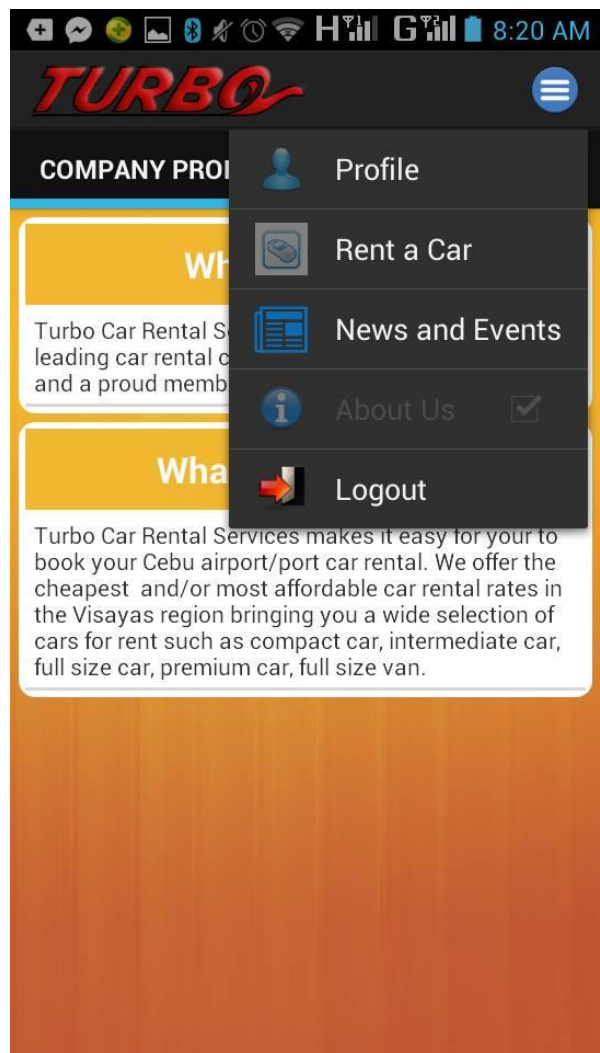 H G 8:20 AM
TURBO
COMPANY PROF
Profile
Rent a Car
News and Events
About Us
Logout
Wh
Turbo Car Rental S
leading car rental c
and a proud memb
Wha
Turbo Car Rental Services makes it easy for your to
book your Cebu airport/port car rental. We offer the
cheapest and/or most affordable car rental rates in
the Visayas region bringing you a wide selection of
cars for rent such as compact car, intermediate car,
full size car, premium car, full size van.